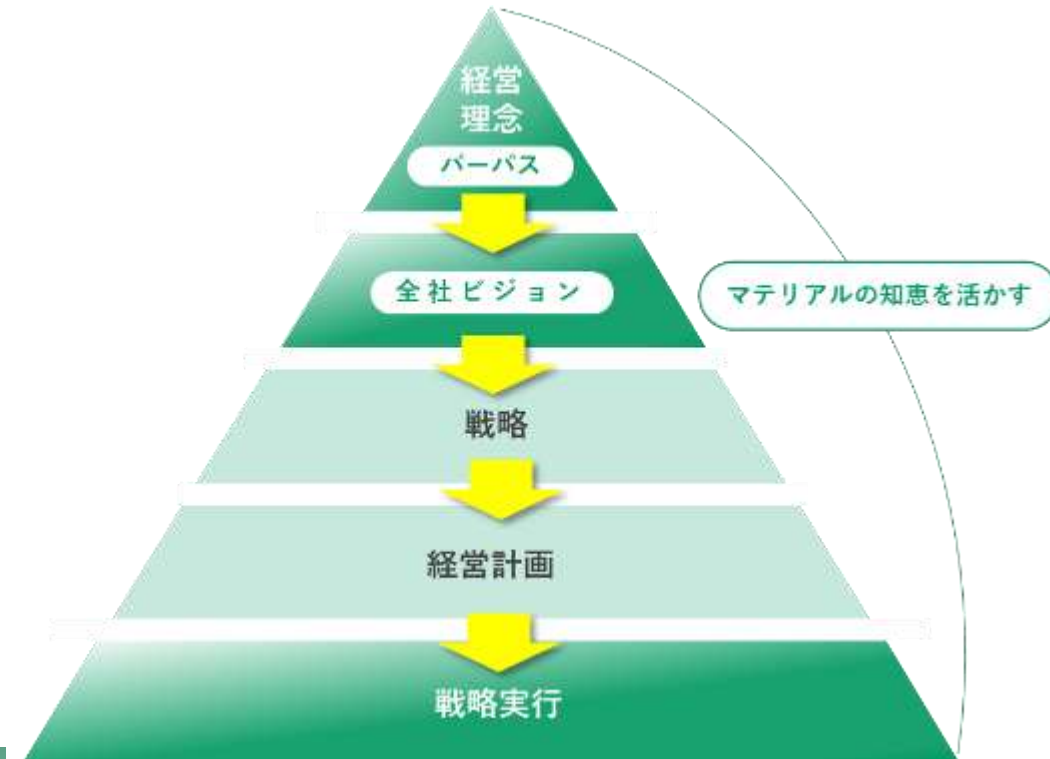 経営
理念
パーパス
全社ビジョン
マテリアルの知恵を活かす
戦略
経営計画
戦略実行